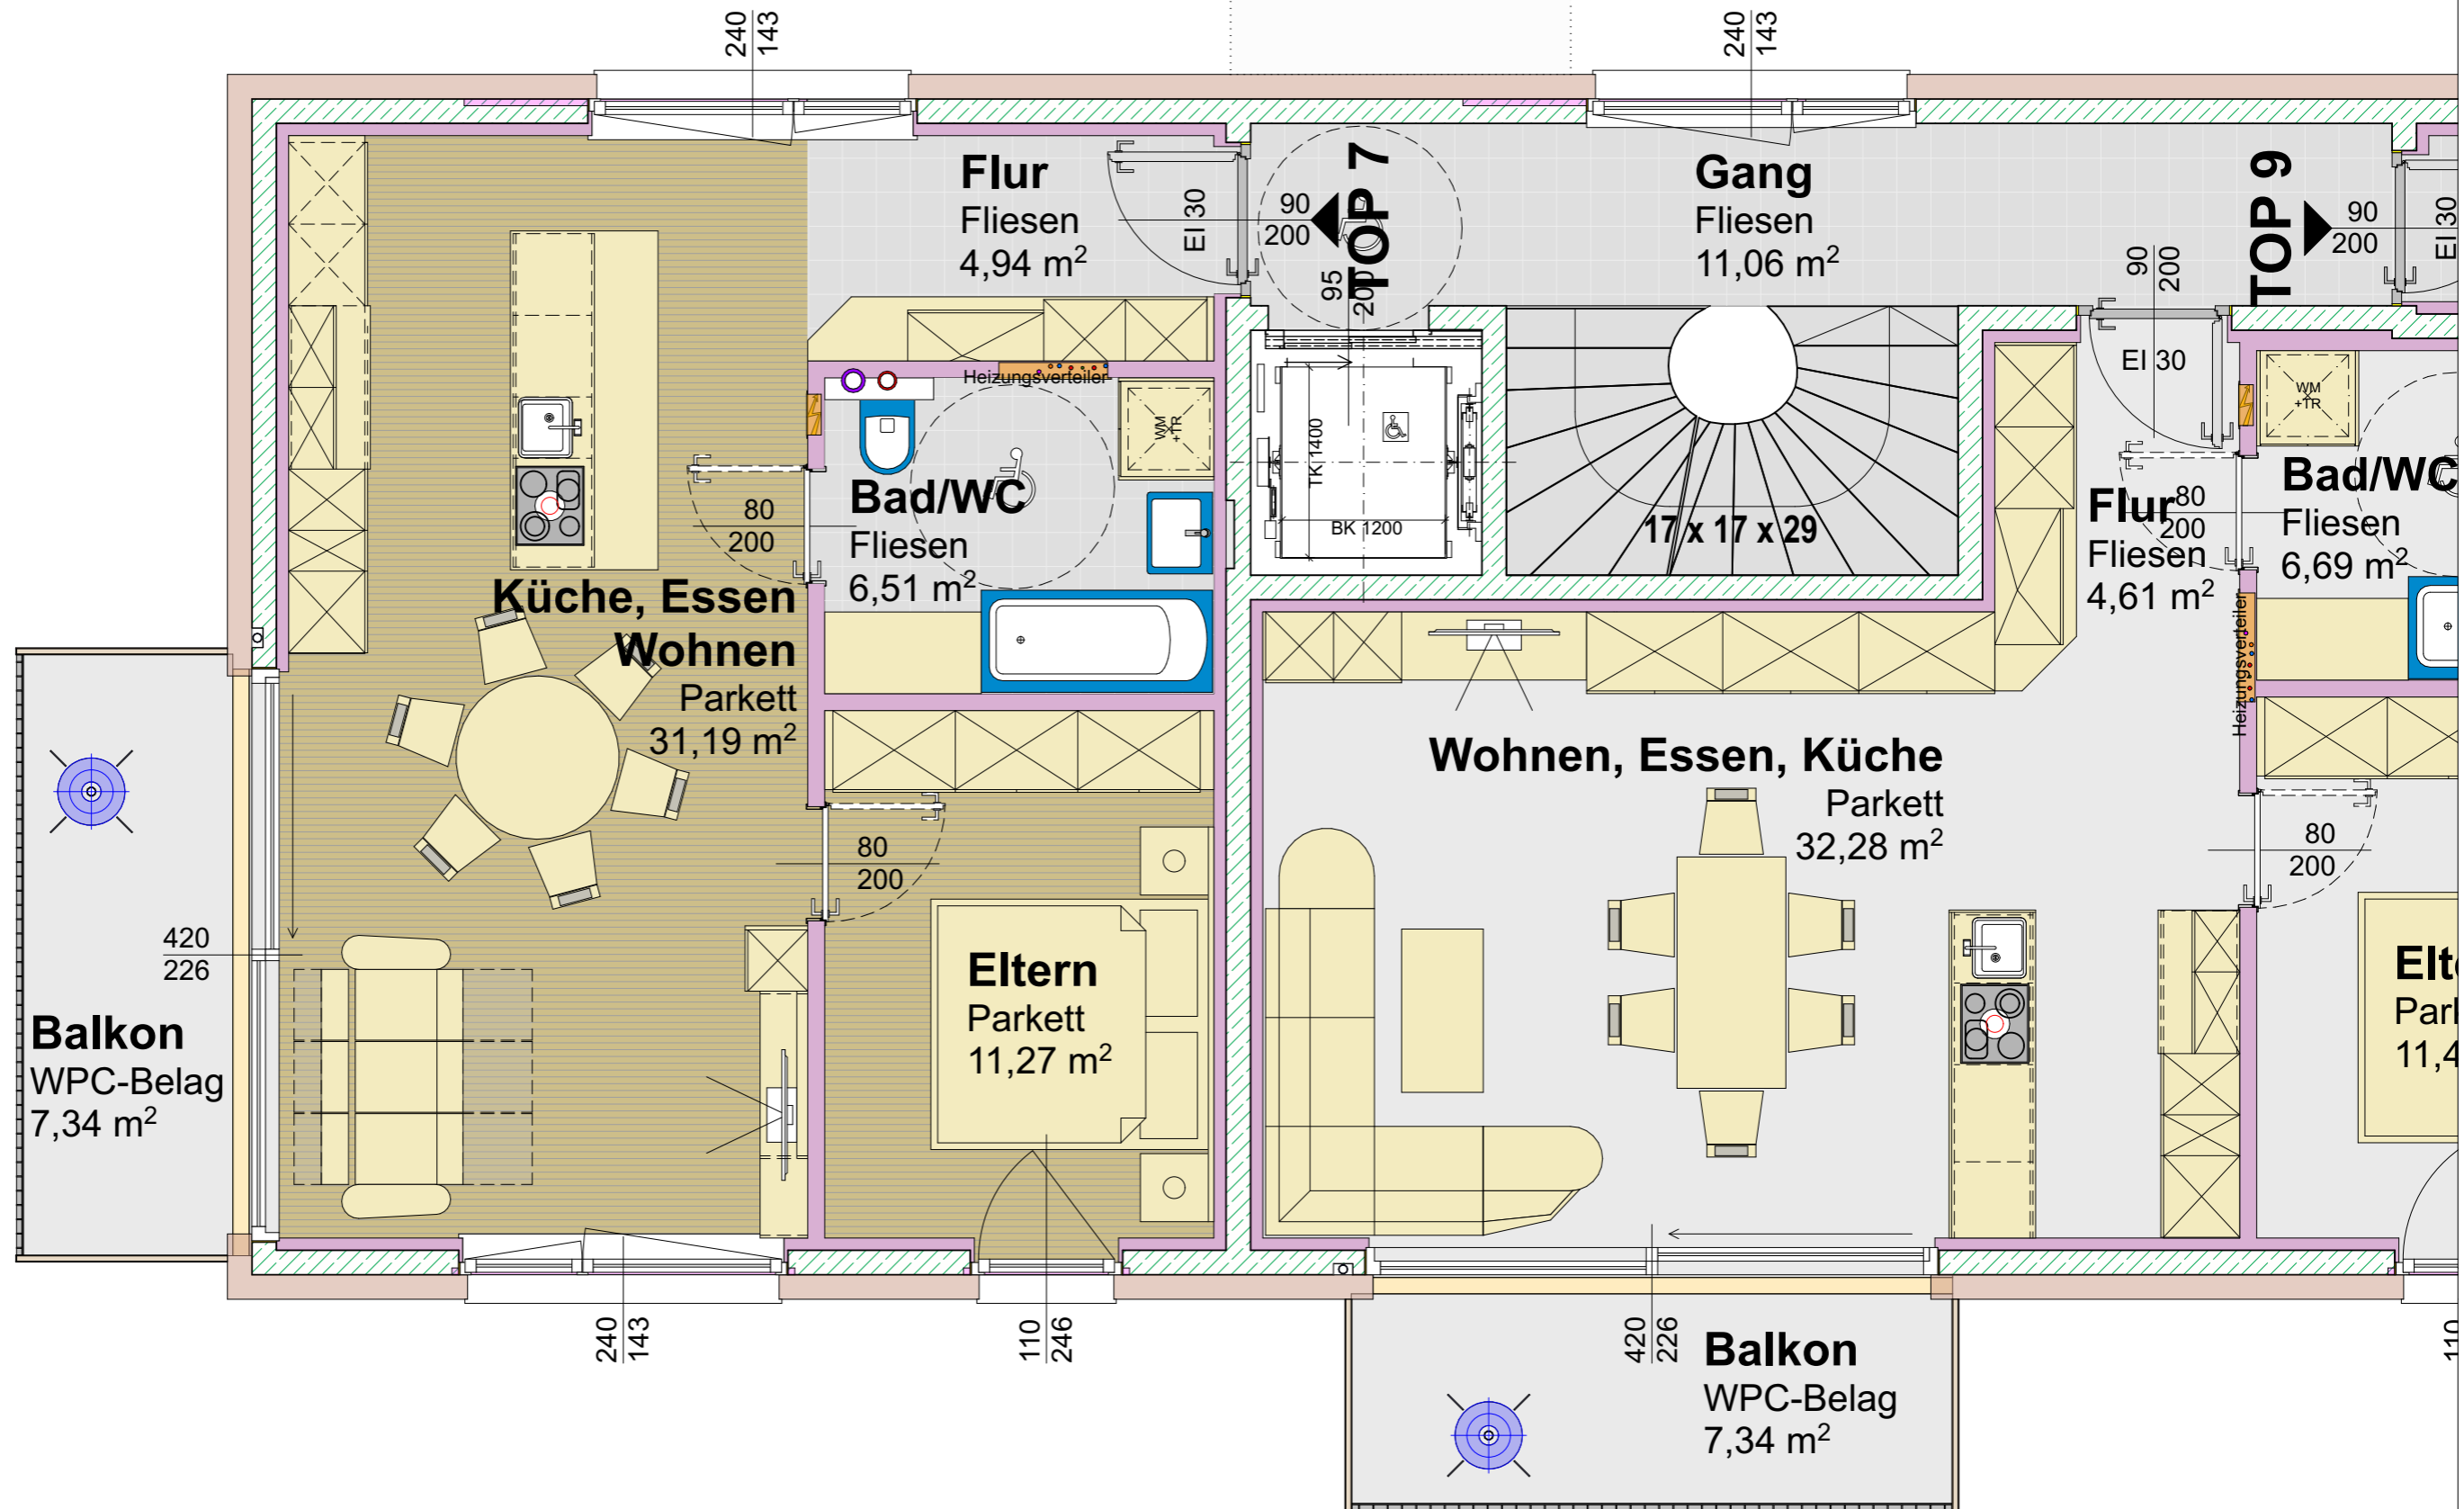 240
143
240
143
Flur
Fliesen
4,94 m²
EI 30
90
200
TOP 7
95
200
Gang
Fliesen
11,06 m²
TOP 9
90
200
EI 30
90
200
EI 30
Heizungsverteiler
WM
+TR
80
200
Bad/WC
Fliesen
6,51 m²
TK 1400
BK 1200
17 x 17 x 29
Flur
Fliesen
4,61 m²
80
200
WM
+TR
Bad/WC
Fliesen
6,69 m²
Heizungsverteiler
Küche, Essen
Wohnen
Parkett
31,19 m²
Wohnen, Essen, Küche
Parkett
32,28 m²
80
200
80
200
420
226
Balkon
WPC-Belag
7,34 m²
Eltern
Parkett
11,27 m²
Elte
Park
11,4
240
143
110
246
420
226
110
Balkon
WPC-Belag
7,34 m²